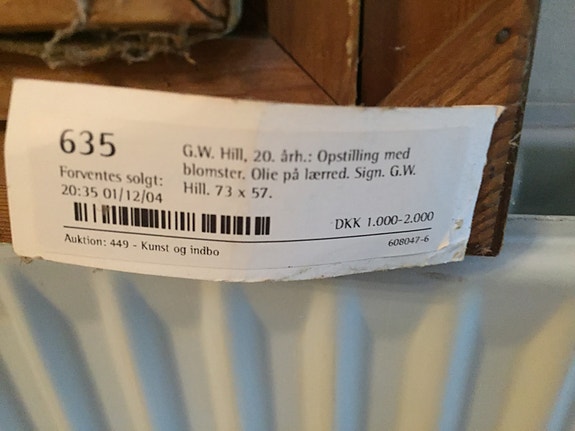 635
Forventes solgt:
20:35 01/12/04
G.W. Hill, 20. årh.: Opstilling med
blomster. Olie på lærred. Sign. G.W.
Hill. 73 x 57.
DKK 1.000-2.000
Auktion: 449 - Kunst og indbo
608047-6